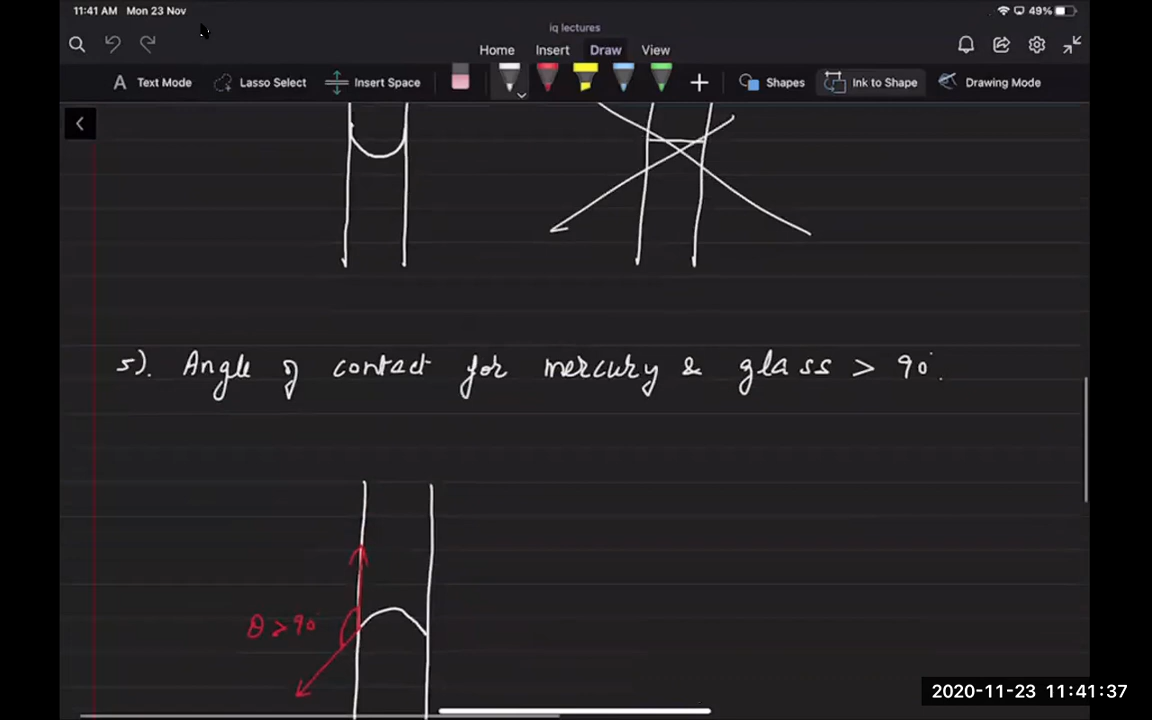 11:41 AM Mon 23 Nov
49%
iq lectures
Home Insert Draw View
Text Mode Lasso Select Insert Space Shapes Ink to Shape Drawing Mode
5). Angle of contact for mercury & glass > 90°.
θ > 90°
2020-11-23 11:41:37